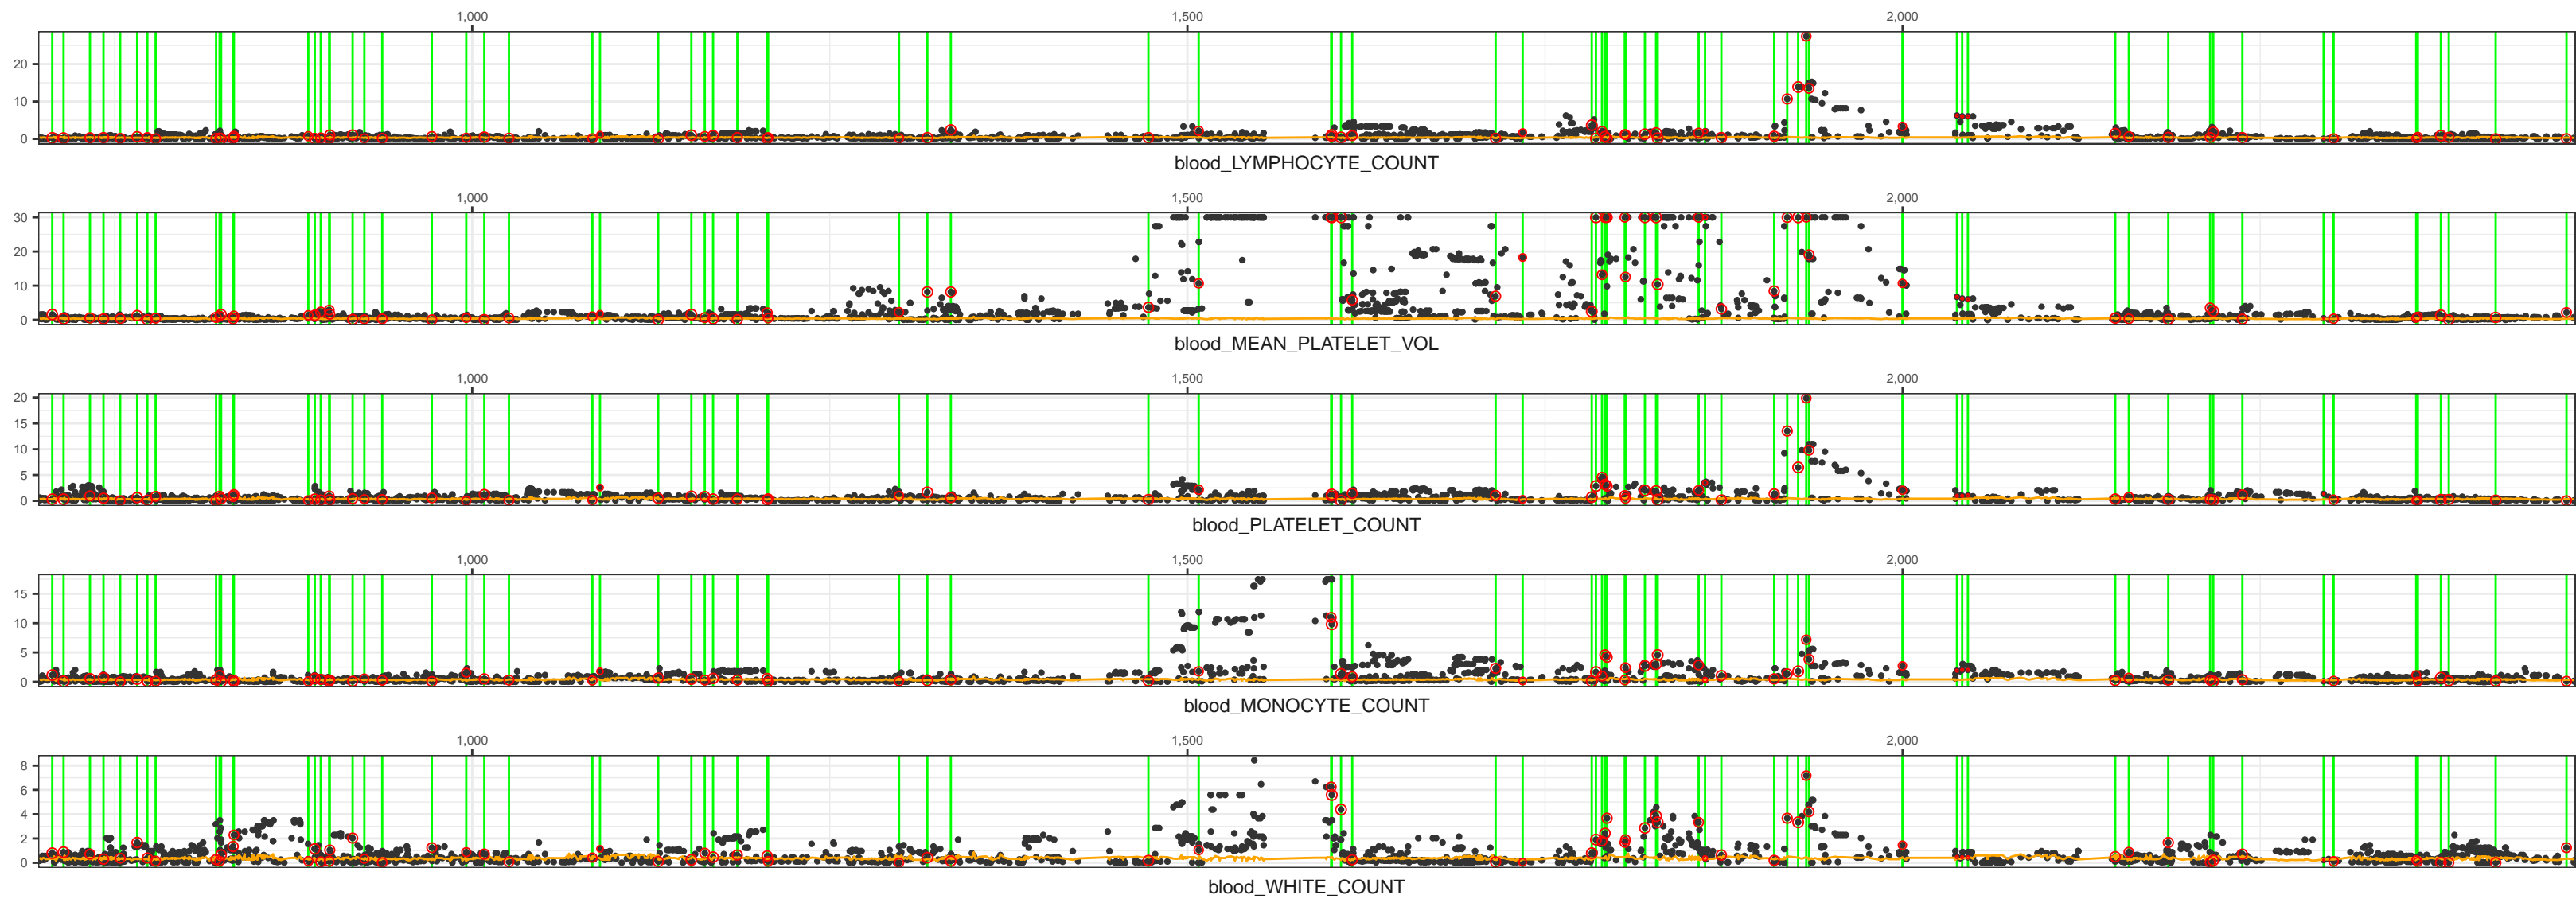 1,000 1,500 2,000
20
10
0
blood_LYMPHOCYTE_COUNT
1,000 1,500 2,000
30
20
10
0
blood_MEAN_PLATELET_VOL
1,000 1,500 2,000
20
15
10
5
0
blood_PLATELET_COUNT
1,000 1,500 2,000
15
10
5
0
blood_MONOCYTE_COUNT
1,000 1,500 2,000
8
6
4
2
0
blood_WHITE_COUNT